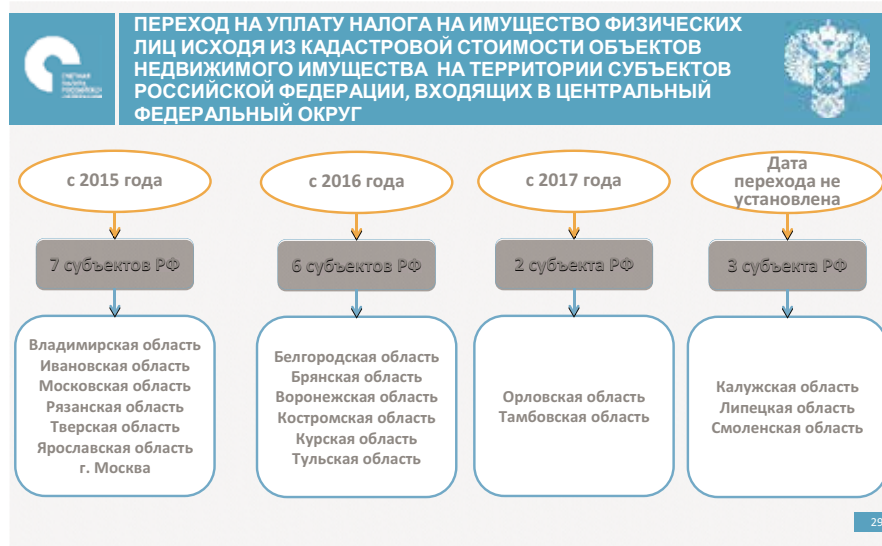 ПЕРЕХОД НА УПЛАТУ НАЛОГА НА ИМУЩЕСТВО ФИЗИЧЕСКИХ
ЛИЦ ИСХОДЯ ИЗ КАДАСТРОВОЙ СТОИМОСТИ ОБЪЕКТОВ
НЕДВИЖИМОГО ИМУЩЕСТВА НА ТЕРРИТОРИИ СУБЪЕКТОВ
РОССИЙСКОЙ ФЕДЕРАЦИИ, ВХОДЯЩИХ В ЦЕНТРАЛЬНЫЙ
ФЕДЕРАЛЬНЫЙ ОКРУГ
с 2015 года
7 субъектов РФ
Владимирская область
Ивановская область
Московская область
Рязанская область
Тверская область
Ярославская область
г. Москва
с 2016 года
6 субъектов РФ
Белгородская область
Брянская область
Воронежская область
Костромская область
Курская область
Тульская область
с 2017 года
2 субъекта РФ
Орловская область
Тамбовская область
Дата
перехода не
установлена
3 субъекта РФ
Калужская область
Липецкая область
Смоленская область
29